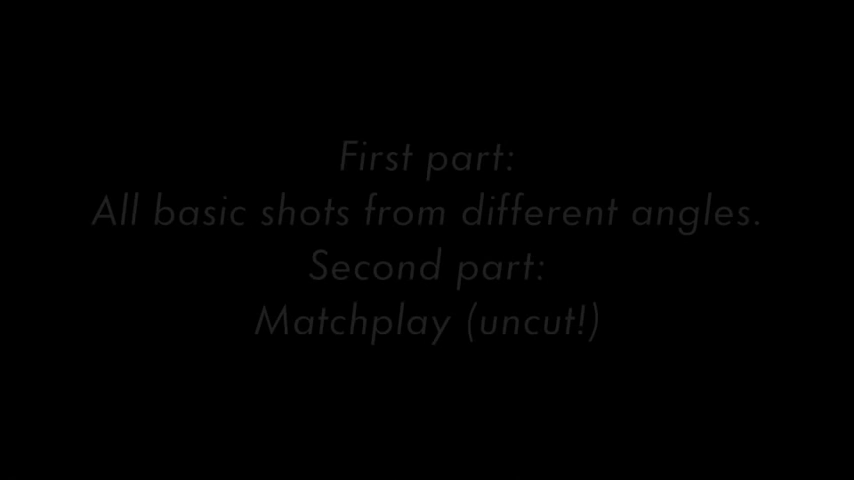 First part:
All basic shots from different angles.
Second part:
Matchplay (uncut!)